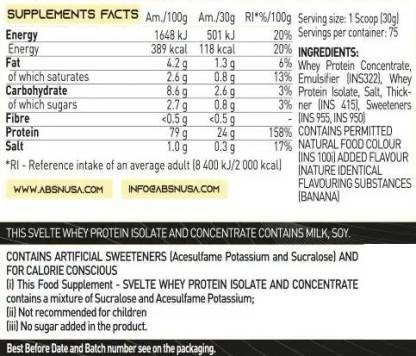 SUPPLEMENTS FACTS Am./100g Am./30g RI*%/100g
Energy 1648 kJ 501 kJ 20%
Energy 389 kcal 118 kcal 20%
Fat 4.2 g 1.3 g 6%
of which saturates 2.6 g 0.8 g 13%
Carbohydrate 8.6 g 2.6 g 3%
of which sugars 2.7 g 0.8 g 3%
Fibre <0.5 g <0.5 g -
Protein 79 g 24 g 158%
Salt 1.0 g 0.3 g 17%
*RI - Reference intake of an average adult (8 400 kJ/2 000 kcal)
WWW.ABSNUSA.COM INFO@ABSNUSA.COM
Serving size: 1 Scoop (30g)
Servings per container: 75
INGREDIENTS:
Whey Protein Concentrate,
Emulsifier (INS322), Whey
Protein Isolate, Salt, Thick-
ner (INS 415), Sweeteners
(INS 955, INS 950)
CONTAINS PERMITTED
NATURAL FOOD COLOUR
(INS 100i) ADDED FLAVOUR
(NATURE IDENTICAL
FLAVOURING SUBSTANCES
(BANANA)
THIS SVELTE WHEY PROTEIN ISOLATE AND CONCENTRATE CONTAINS MILK, SOY.
CONTAINS ARTIFICIAL SWEETENERS (Acesulfame Potassium and Sucralose) AND
FOR CALORIE CONSCIOUS
(i) This Food Supplement - SVELTE WHEY PROTEIN ISOLATE AND CONCENTRATE
contains a mixture of Sucralose and Acesulfame Potassium;
(ii) Not recommended for children
(iii) No sugar added in the product.
Best Before Date and Batch number see on the packaging.